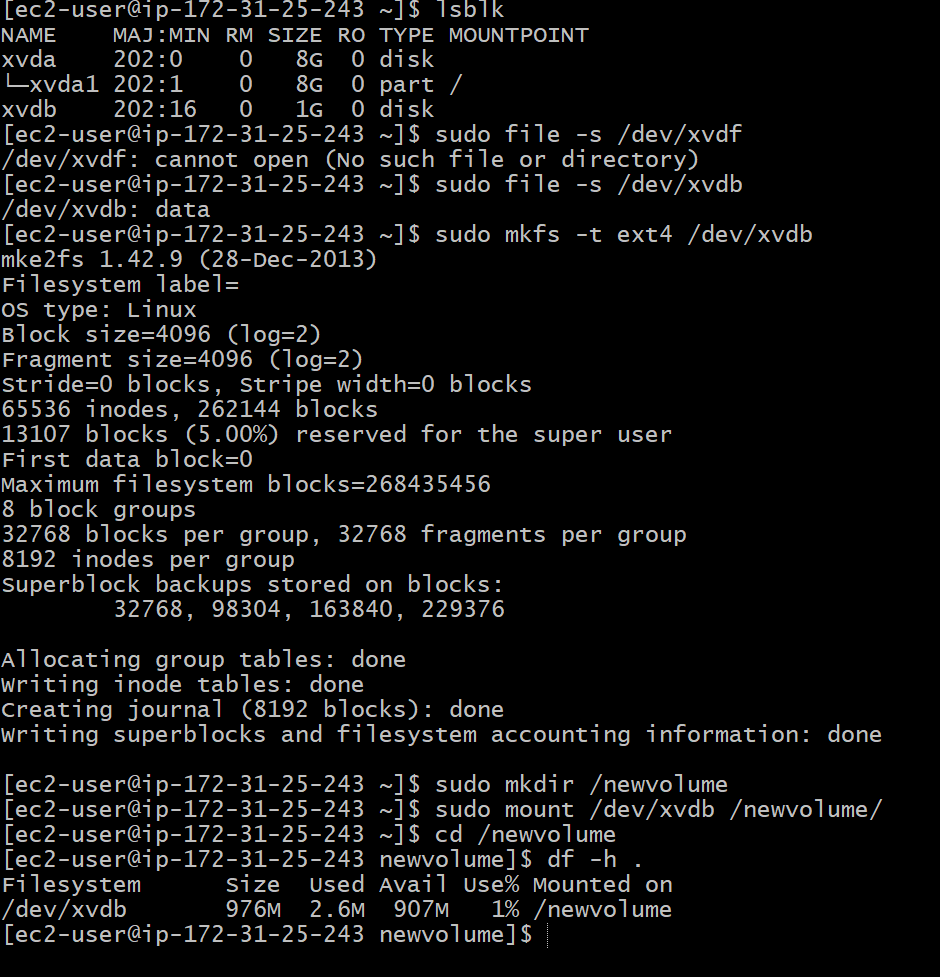 [ec2-user@ip-172-31-25-243 ~]$ lsblk
NAME    MAJ:MIN RM SIZE RO TYPE MOUNTPOINT
xvda    202:0    0   8G  0 disk
└─xvda1 202:1    0   8G  0 part /
xvdb    202:16   0   1G  0 disk
[ec2-user@ip-172-31-25-243 ~]$ sudo file -s /dev/xvdf
/dev/xvdf: cannot open (No such file or directory)
[ec2-user@ip-172-31-25-243 ~]$ sudo file -s /dev/xvdb
/dev/xvdb: data
[ec2-user@ip-172-31-25-243 ~]$ sudo mkfs -t ext4 /dev/xvdb
mke2fs 1.42.9 (28-Dec-2013)
Filesystem label=
OS type: Linux
Block size=4096 (log=2)
Fragment size=4096 (log=2)
Stride=0 blocks, Stripe width=0 blocks
65536 inodes, 262144 blocks
13107 blocks (5.00%) reserved for the super user
First data block=0
Maximum filesystem blocks=268435456
8 block groups
32768 blocks per group, 32768 fragments per group
8192 inodes per group
Superblock backups stored on blocks:
        32768, 98304, 163840, 229376
Allocating group tables: done
Writing inode tables: done
Creating journal (8192 blocks): done
Writing superblocks and filesystem accounting information: done
[ec2-user@ip-172-31-25-243 ~]$ sudo mkdir /newvolume
[ec2-user@ip-172-31-25-243 ~]$ sudo mount /dev/xvdb /newvolume/
[ec2-user@ip-172-31-25-243 ~]$ cd /newvolume
[ec2-user@ip-172-31-25-243 newvolume]$ df -h .
Filesystem      Size  Used Avail Use% Mounted on
/dev/xvdb       976M  2.6M  907M   1% /newvolume
[ec2-user@ip-172-31-25-243 newvolume]$